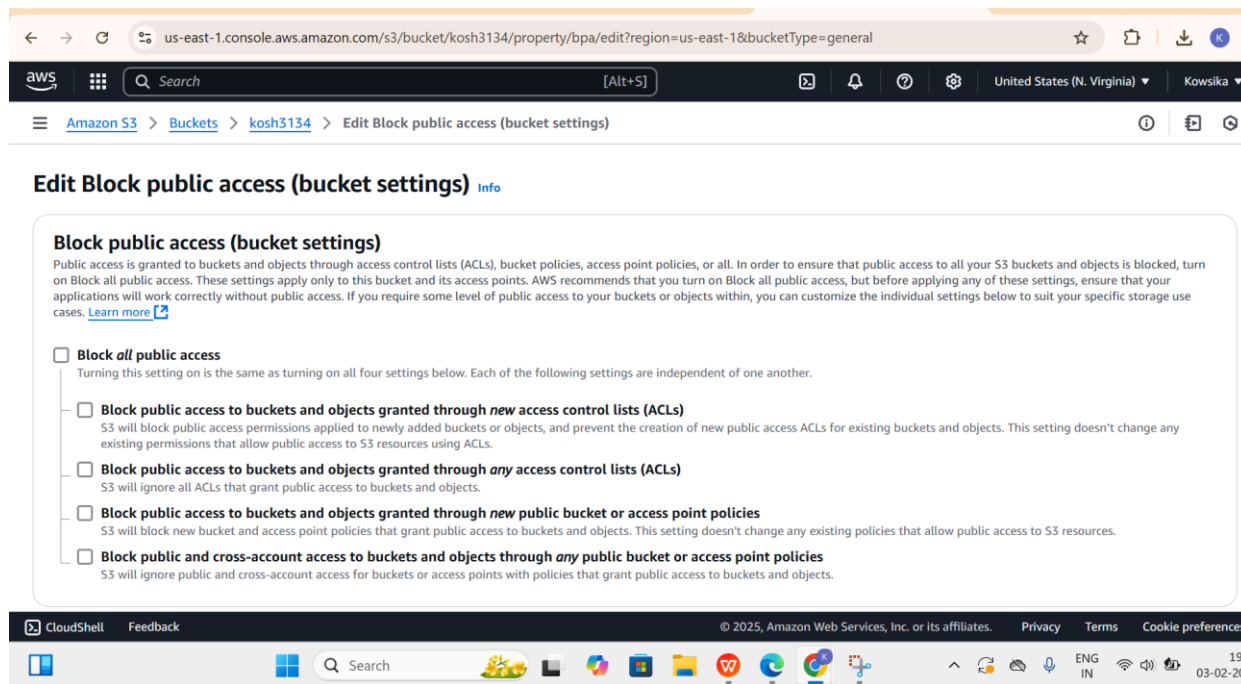 us-east-1.console.aws.amazon.com/s3/bucket/kosh3134/property/bpa/edit?region=us-east-1&bucketType=general
K
aws
Search
[Alt+S]
United States (N. Virginia)
Kowsika
Amazon S3 > Buckets > kosh3134 > Edit Block public access (bucket settings)
Edit Block public access (bucket settings) Info
Block public access (bucket settings)
Public access is granted to buckets and objects through access control lists (ACLs), bucket policies, access point policies, or all. In order to ensure that public access to all your S3 buckets and objects is blocked, turn
on Block all public access. These settings apply only to this bucket and its access points. AWS recommends that you turn on Block all public access, but before applying any of these settings, ensure that your
applications will work correctly without public access. If you require some level of public access to your buckets or objects within, you can customize the individual settings below to suit your specific storage use
cases. Learn more
Block all public access
Turning this setting on is the same as turning on all four settings below. Each of the following settings are independent of one another.
Block public access to buckets and objects granted through new access control lists (ACLs)
S3 will block public access permissions applied to newly added buckets or objects, and prevent the creation of new public access ACLs for existing buckets and objects. This setting doesn't change any
existing permissions that allow public access to S3 resources using ACLs.
Block public access to buckets and objects granted through any access control lists (ACLs)
S3 will ignore all ACLs that grant public access to buckets and objects.
Block public access to buckets and objects granted through new public bucket or access point policies
S3 will block new bucket and access point policies that grant public access to buckets and objects. This setting doesn't change any existing policies that allow public access to S3 resources.
Block public and cross-account access to buckets and objects through any public bucket or access point policies
S3 will ignore public and cross-account access for buckets or access points with policies that grant public access to buckets and objects.
CloudShell Feedback © 2025, Amazon Web Services, Inc. or its affiliates. Privacy Terms Cookie preferences
Search
ENG
IN
19
03-02-20